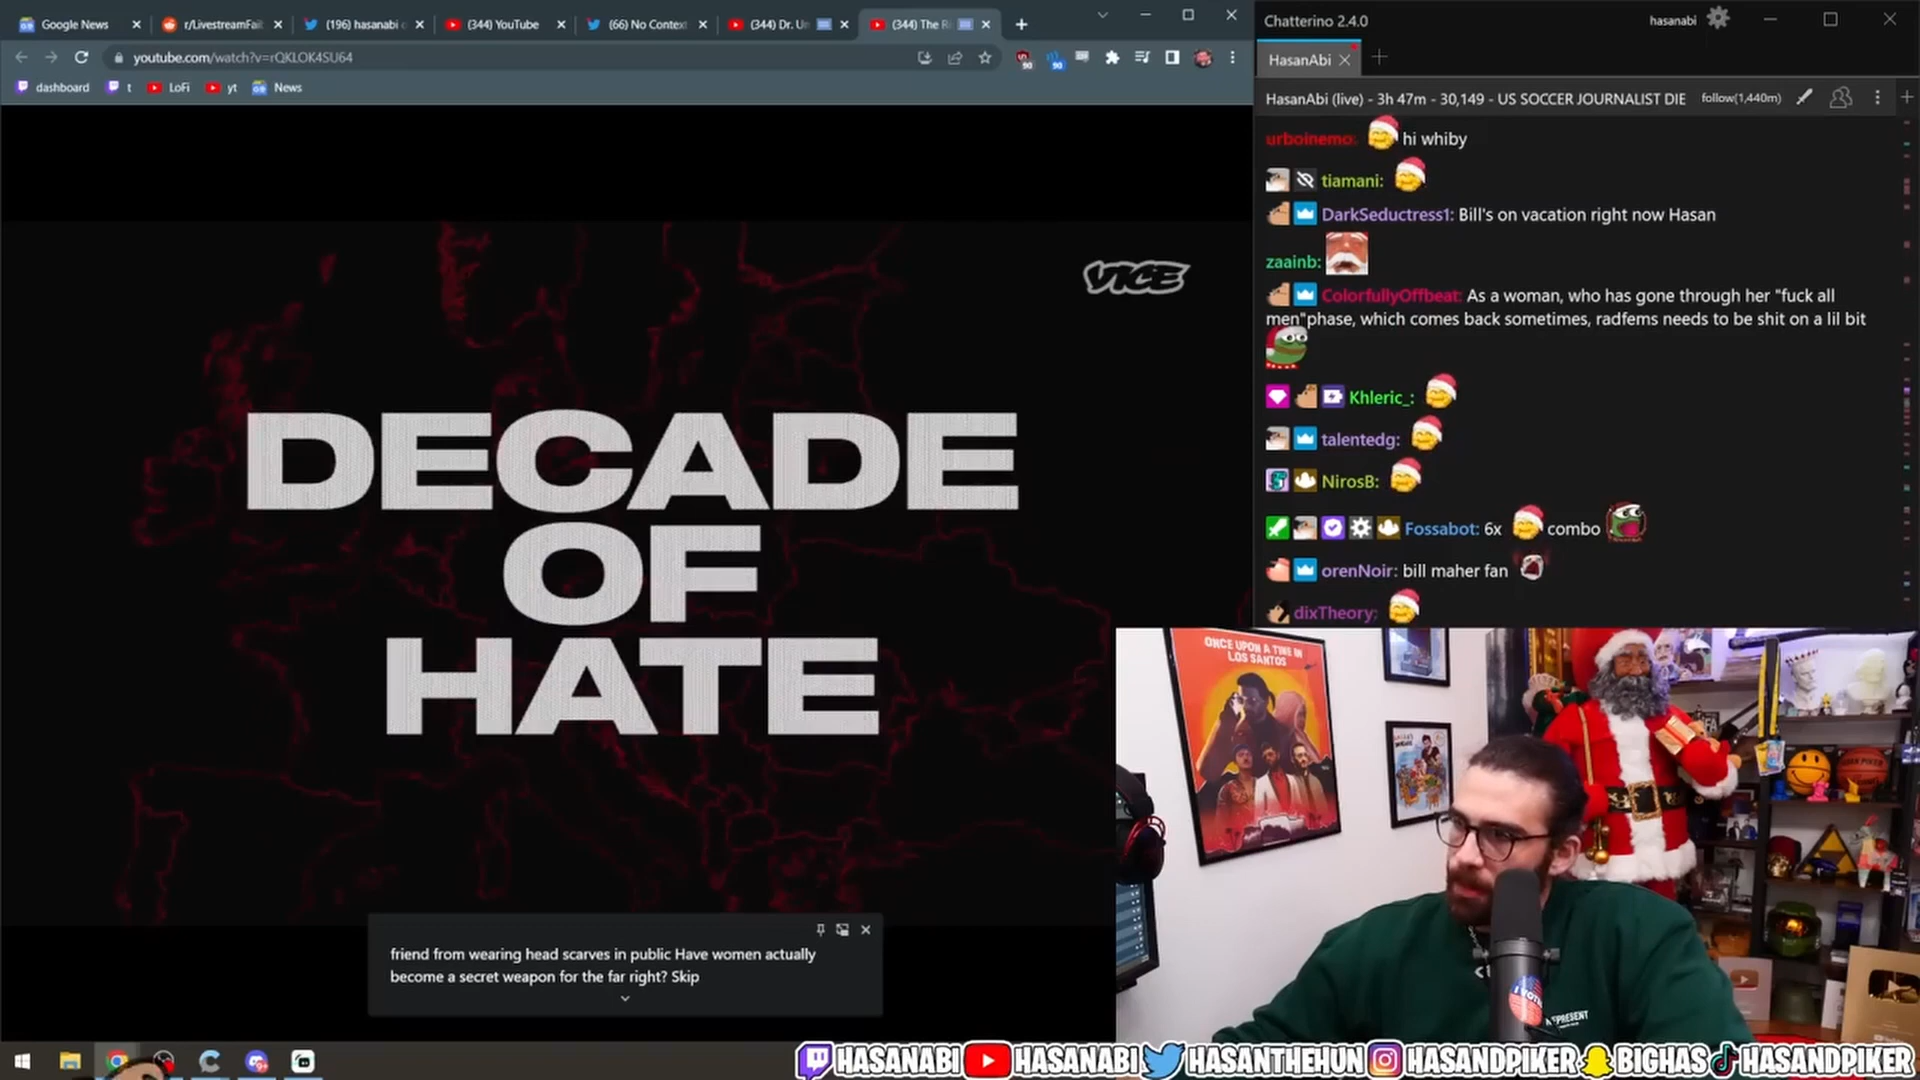 Google News
r/LivestreamFail
(196) hasanabi
(344) YouTube
(66) No Context
(344) Dr. Un
(344) The R
youtube.com/watch?v=rQKLOK4SU64
dashboard
t
LoFi
yt
News
VICE
DECADE
OF
HATE
friend from wearing head scarves in public Have women actually
become a secret weapon for the far right? Skip
Chatterino 2.4.0
hasanabi
HasanAbi
HasanAbi (live) - 3h 47m - 30,149 - US SOCCER JOURNALIST DIE
follow(1,440m)
urboinemo: hi whiby
tiamani:
DarkSeductress1: Bill's on vacation right now Hasan
zaainb:
ColorfullyOffbeat: As a woman, who has gone through her "fuck all
men"phase, which comes back sometimes, radfems needs to be shit on a lil bit
Khleric_:
talentedg:
NirosB:
Fossabot: 6x combo
orenNoir: bill maher fan
dixTheory:
ONCE UPON A TIME IN
LOS SANTOS
I VOTED
HASANABI
HASANABI
HASANTHEHUN
HASANDPIKER
BIGHAS
HASANDPIKER